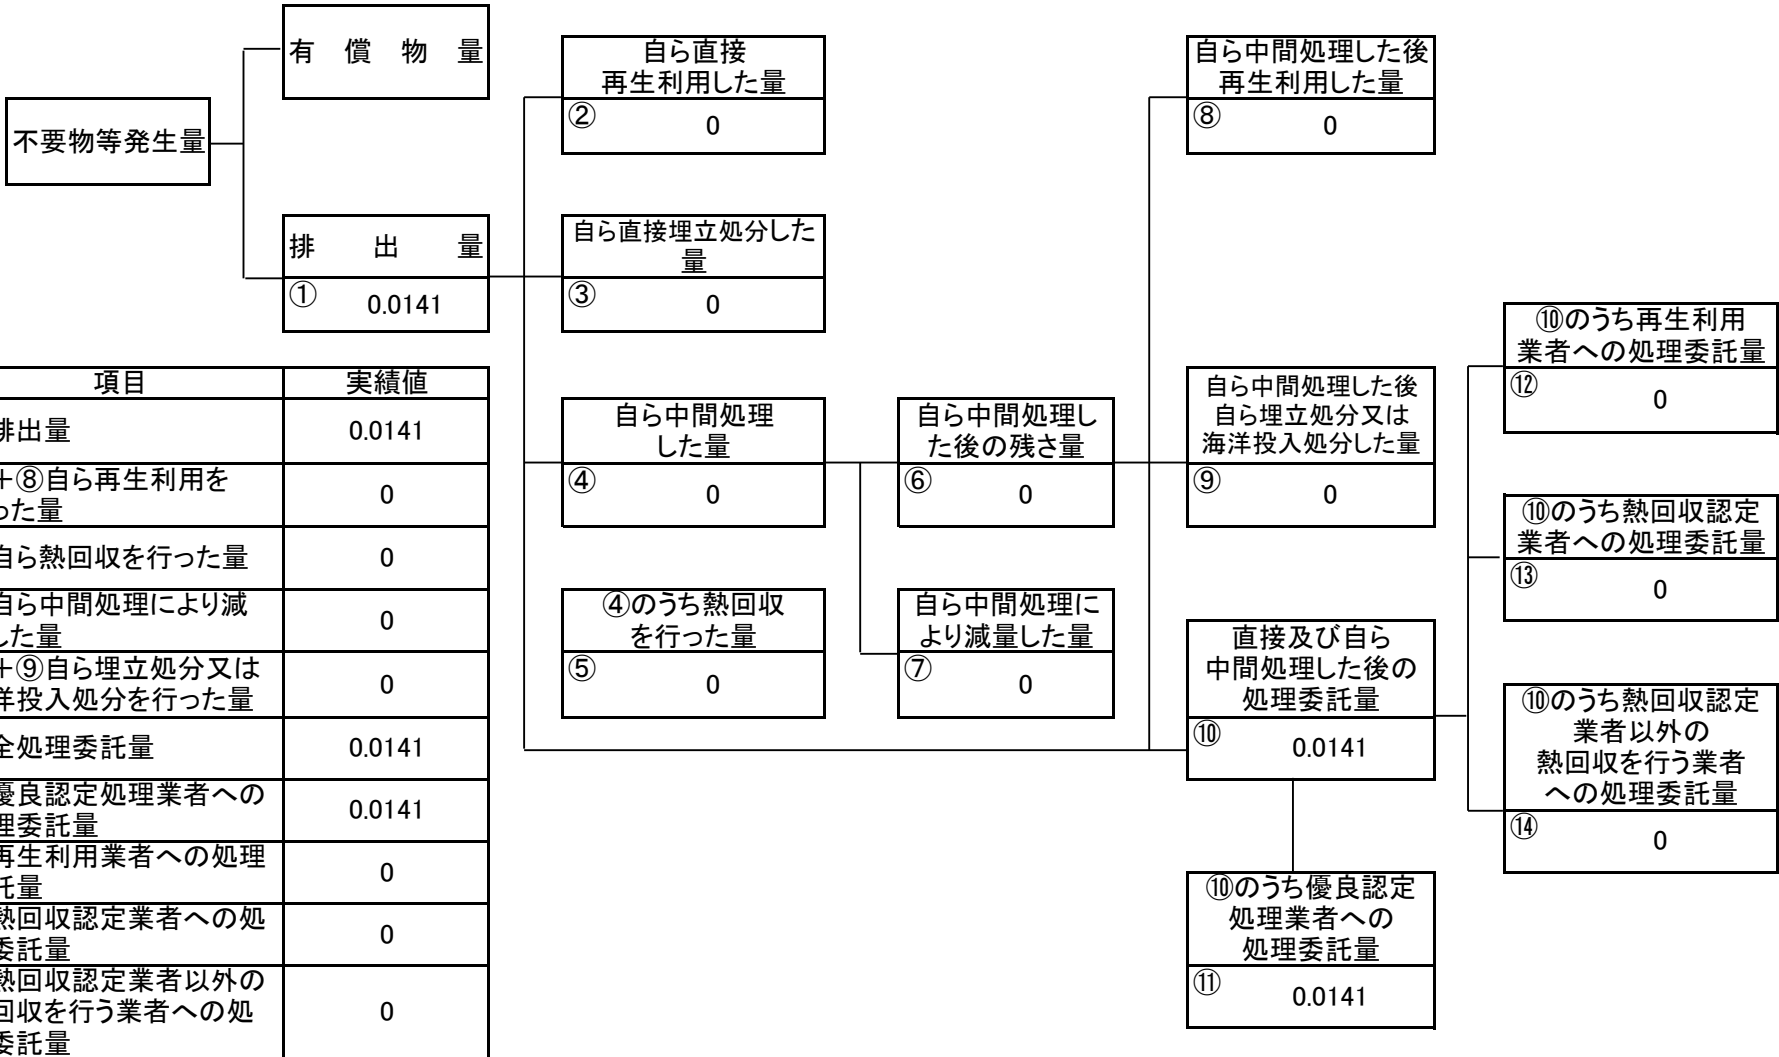 不要物等発生量
有 償 物 量
排 出 量
① 0.0141
自ら直接
再生利用した量
② 0
自ら直接埋立処分した
量
③ 0
自ら中間処理
した量
④ 0
④のうち熱回収
を行った量
⑤ 0
自ら中間処理し
た後の残さ量
⑥ 0
自ら中間処理に
より減量した量
⑦ 0
自ら中間処理した後
再生利用した量
⑧ 0
自ら中間処理した後
自ら埋立処分又は
海洋投入処分した量
⑨ 0
直接及び自ら
中間処理した後の
処理委託量
⑩ 0.0141
⑩のうち優良認定
処理業者への
処理委託量
⑪ 0.0141
⑩のうち再生利用
業者への処理委託量
⑫ 0
⑩のうち熱回収認定
業者への処理委託量
⑬ 0
⑩のうち熱回収認定
業者以外の
熱回収を行う業者
への処理委託量
⑭ 0
項目 実績値
排出量 0.0141
+⑧自ら再生利用を
った量 0
自ら熱回収を行った量 0
自ら中間処理により減
した量 0
+⑨自ら埋立処分又は
洋投入処分を行った量 0
全処理委託量 0.0141
優良認定処理業者への
理委託量 0.0141
再生利用業者への処理
託量 0
熱回収認定業者への処
委託量 0
熱回収認定業者以外の
回収を行う業者への処
委託量 0